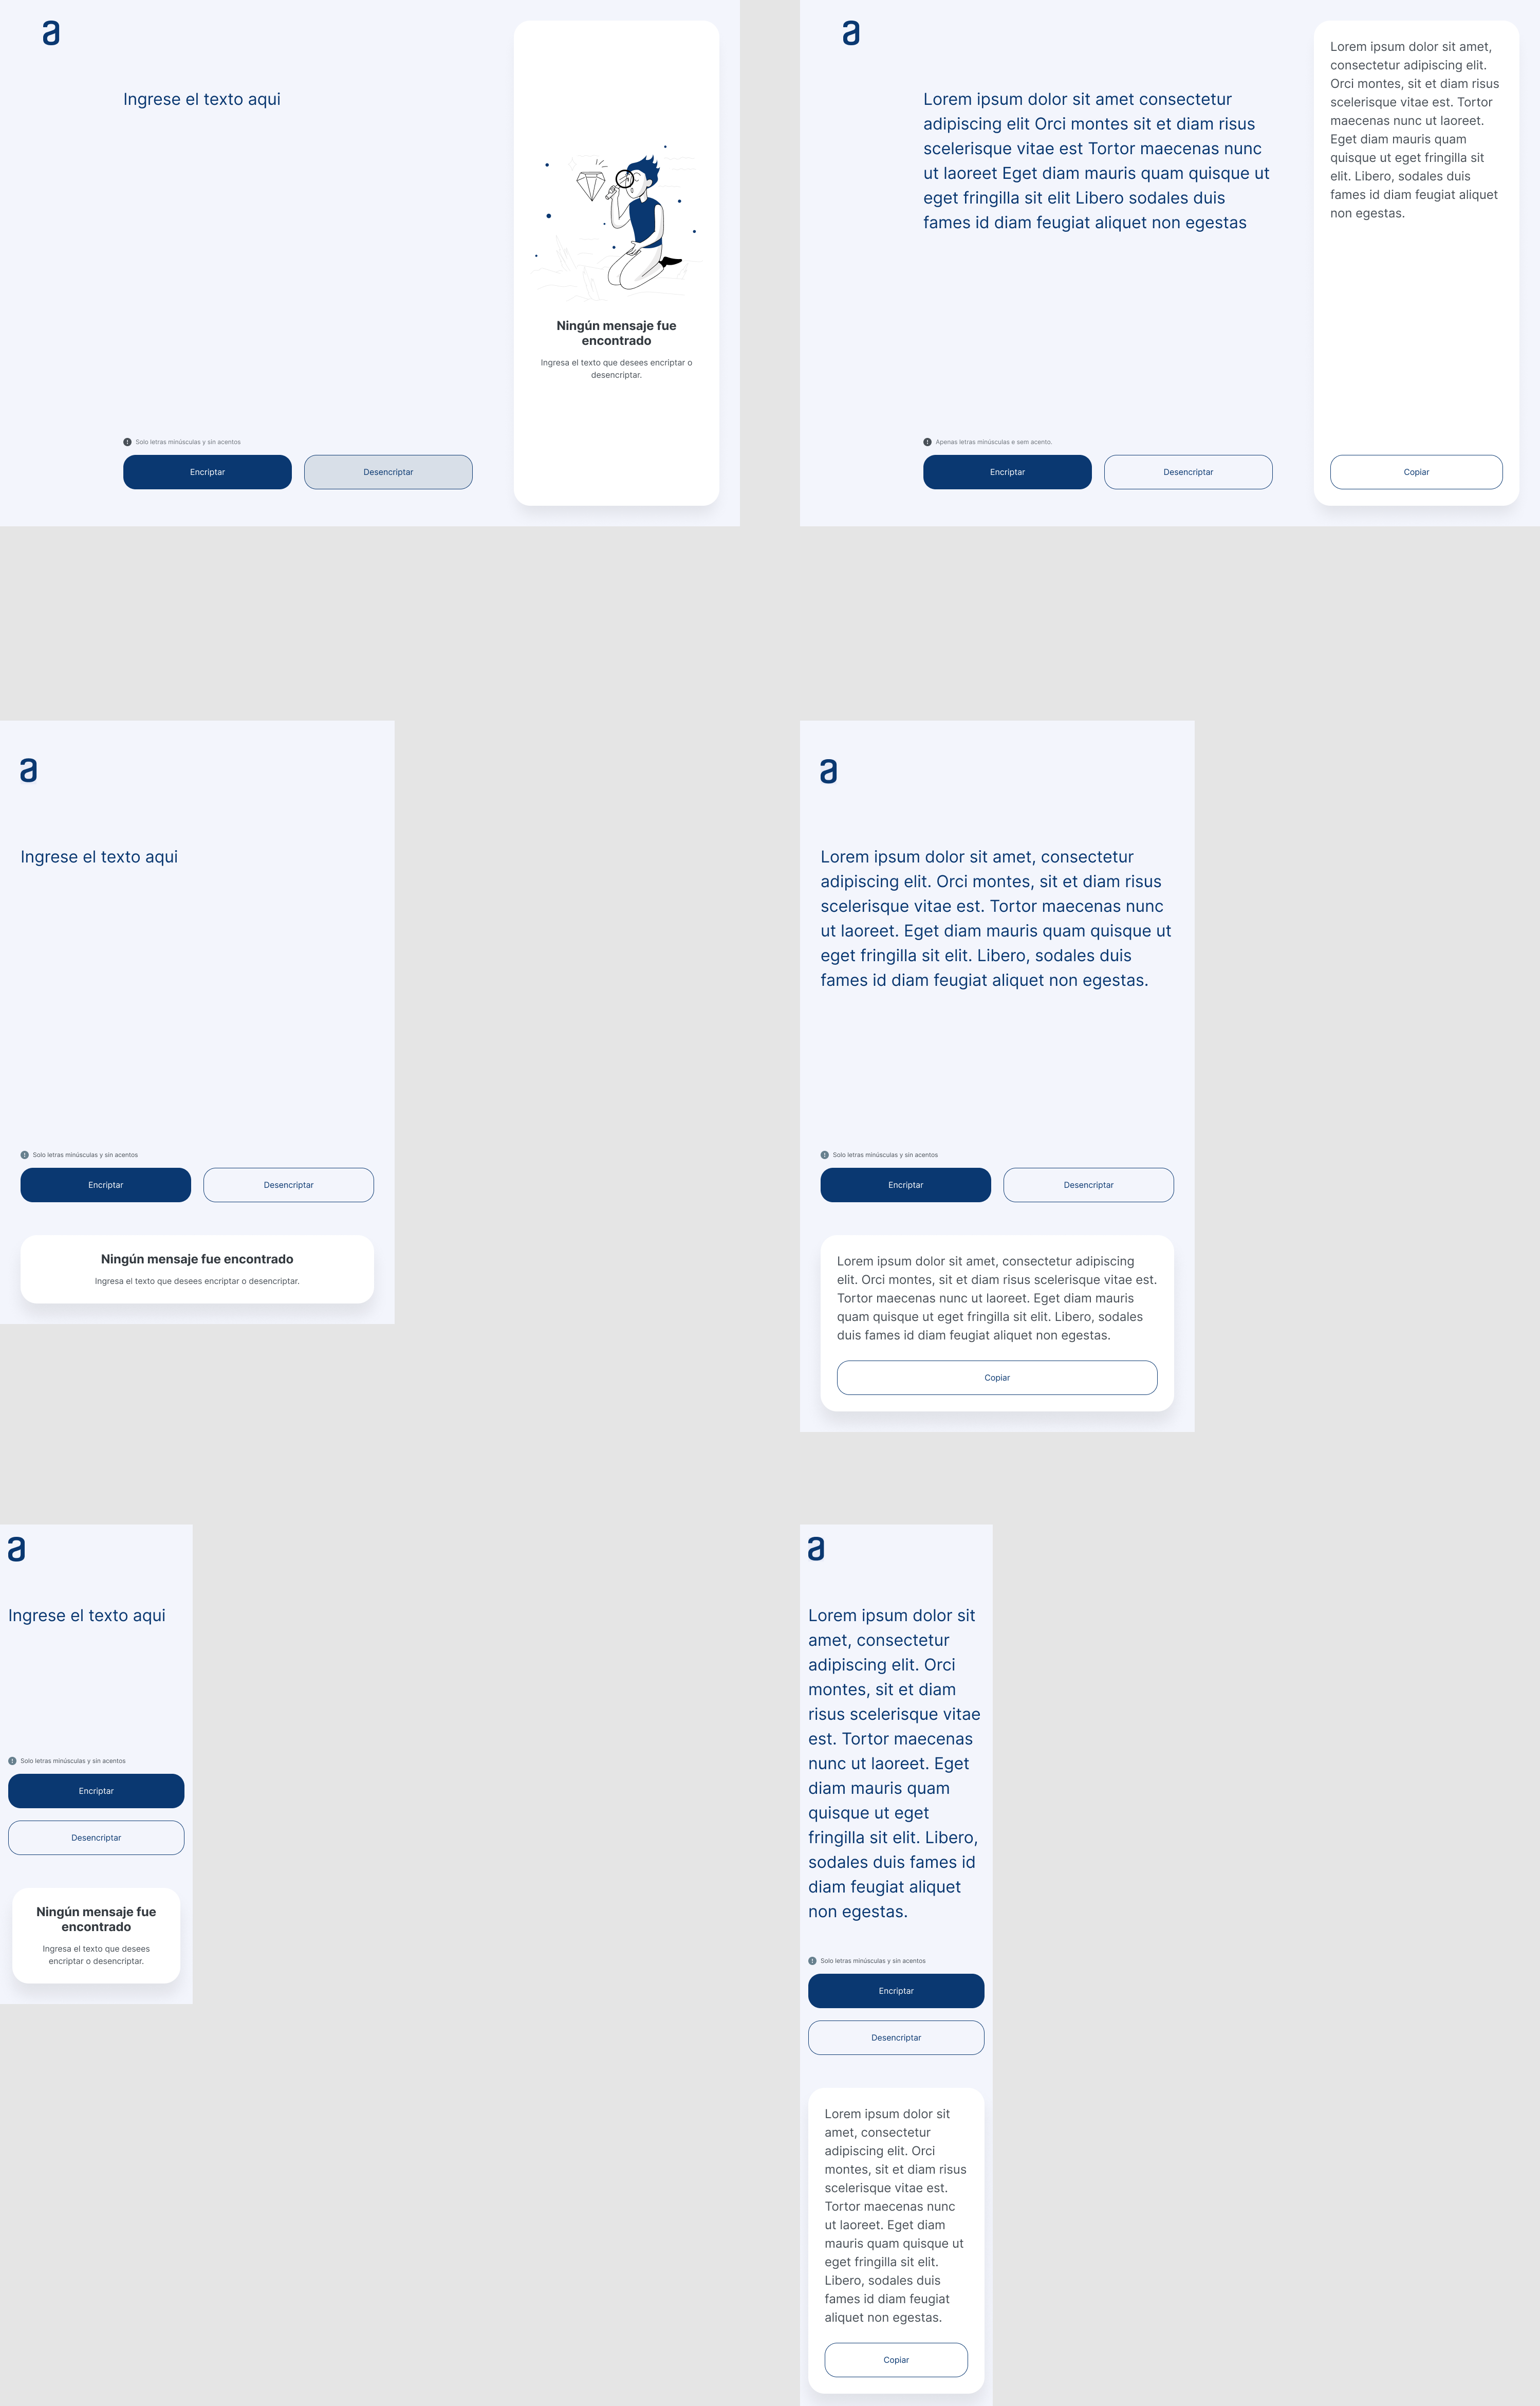 a
Ingrese el texto aqui
Ningún mensaje fue
encontrado
Ingresa el texto que desees encriptar o
desencriptar.
Solo letras minúsculas y sin acentos
Encriptar
Desencriptar
a
Lorem ipsum dolor sit amet consectetur
adipiscing elit Orci montes sit et diam risus
scelerisque vitae est Tortor maecenas nunc
ut laoreet Eget diam mauris quam quisque ut
eget fringilla sit elit Libero sodales duis
fames id diam feugiat aliquet non egestas
Apenas letras minúsculas e sem acento.
Encriptar
Desencriptar
Lorem ipsum dolor sit amet,
consectetur adipiscing elit.
Orci montes, sit et diam risus
scelerisque vitae est. Tortor
maecenas nunc ut laoreet.
Eget diam mauris quam
quisque ut eget fringilla sit
elit. Libero, sodales duis
fames id diam feugiat aliquet
non egestas.
Copiar
a
Ingrese el texto aqui
Solo letras minúsculas y sin acentos
Encriptar
Desencriptar
Ningún mensaje fue encontrado
Ingresa el texto que desees encriptar o desencriptar.
a
Lorem ipsum dolor sit amet, consectetur
adipiscing elit. Orci montes, sit et diam risus
scelerisque vitae est. Tortor maecenas nunc
ut laoreet. Eget diam mauris quam quisque ut
eget fringilla sit elit. Libero, sodales duis
fames id diam feugiat aliquet non egestas.
Solo letras minúsculas y sin acentos
Encriptar
Desencriptar
Lorem ipsum dolor sit amet, consectetur adipiscing
elit. Orci montes, sit et diam risus scelerisque vitae est.
Tortor maecenas nunc ut laoreet. Eget diam mauris
quam quisque ut eget fringilla sit elit. Libero, sodales
duis fames id diam feugiat aliquet non egestas.
Copiar
a
Ingrese el texto aqui
Solo letras minúsculas y sin acentos
Encriptar
Desencriptar
Ningún mensaje fue
encontrado
Ingresa el texto que desees
encriptar o desencriptar.
a
Lorem ipsum dolor sit
amet, consectetur
adipiscing elit. Orci
montes, sit et diam
risus scelerisque vitae
est. Tortor maecenas
nunc ut laoreet. Eget
diam mauris quam
quisque ut eget
fringilla sit elit. Libero,
sodales duis fames id
diam feugiat aliquet
non egestas.
Solo letras minúsculas y sin acentos
Encriptar
Desencriptar
Lorem ipsum dolor sit
amet, consectetur
adipiscing elit. Orci
montes, sit et diam risus
scelerisque vitae est.
Tortor maecenas nunc
ut laoreet. Eget diam
mauris quam quisque ut
eget fringilla sit elit.
Libero, sodales duis
fames id diam feugiat
aliquet non egestas.
Copiar